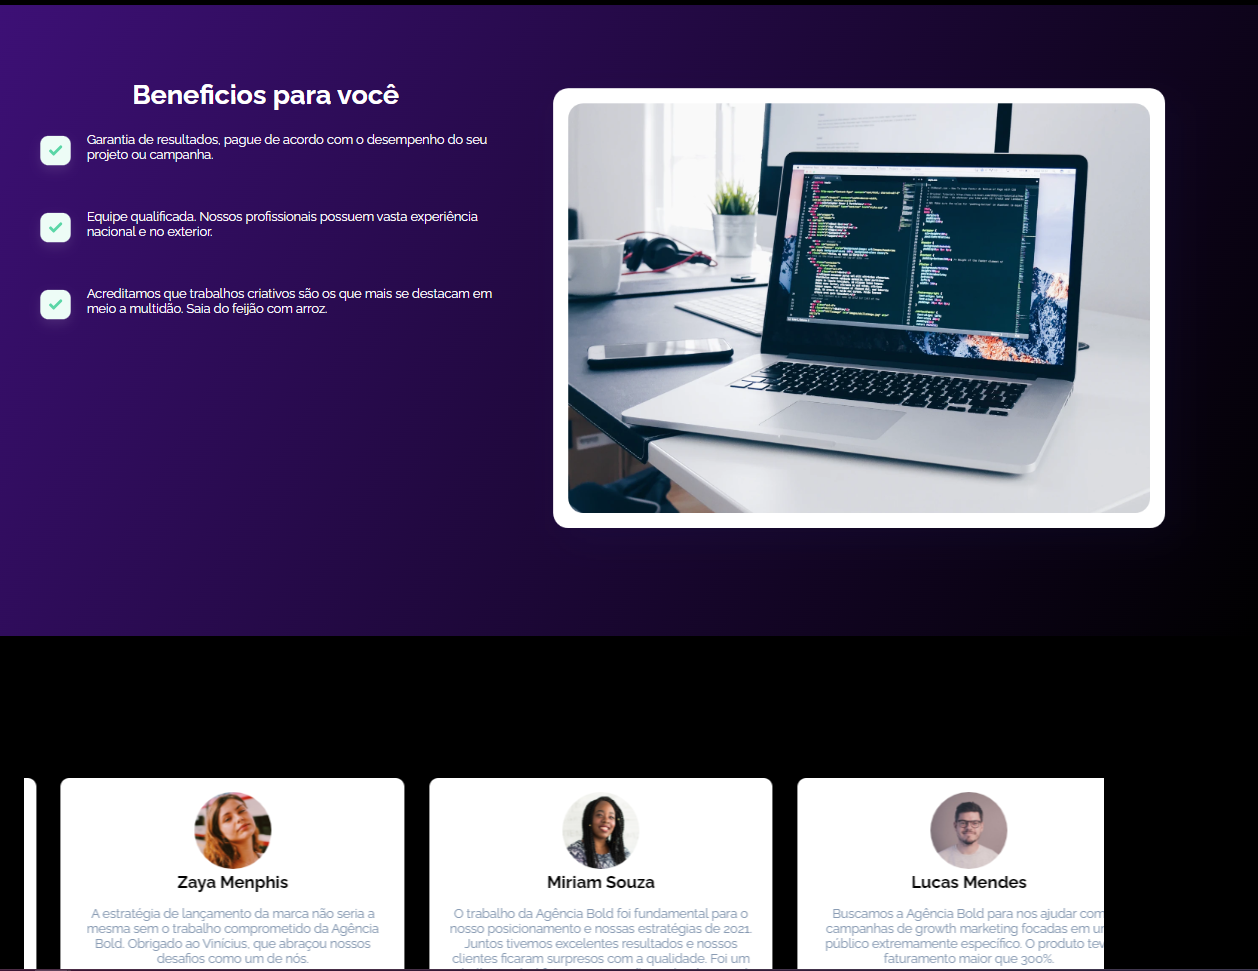 Beneficios para você
Garantia de resultados, pague de acordo com o desempenho do seu
projeto ou campanha.
Equipe qualificada. Nossos profissionais possuem vasta experiência
nacional e no exterior.
Acreditamos que trabalhos criativos são os que mais se destacam em
meio a multidão. Saia do feijão com arroz.
Zaya Menphis
A estratégia de lançamento da marca não seria a
mesma sem o trabalho comprometido da Agência
Bold. Obrigado ao Vinícius, que abraçou nossos
desafios como um de nós.
Miriam Souza
O trabalho da Agência Bold foi fundamental para o
nosso posicionamento e nossas estratégias de 2021.
Juntos tivemos excelentes resultados e nossos
clientes ficaram surpresos com a qualidade. Foi um
Lucas Mendes
Buscamos a Agência Bold para nos ajudar com
campanhas de growth marketing focadas em
público extremamente específico. O produto
faturamento maior que 300%.